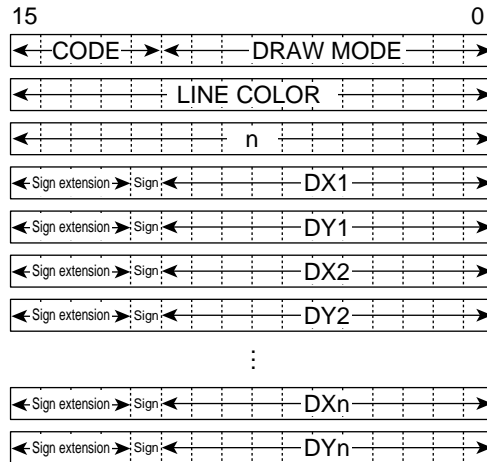 15 0
CODE DRAW MODE
LINE COLOR
n
Sign extension Sign DX1
Sign extension Sign DY1
Sign extension Sign DX2
Sign extension Sign DY2
⋮
Sign extension Sign DXn
Sign extension Sign DYn